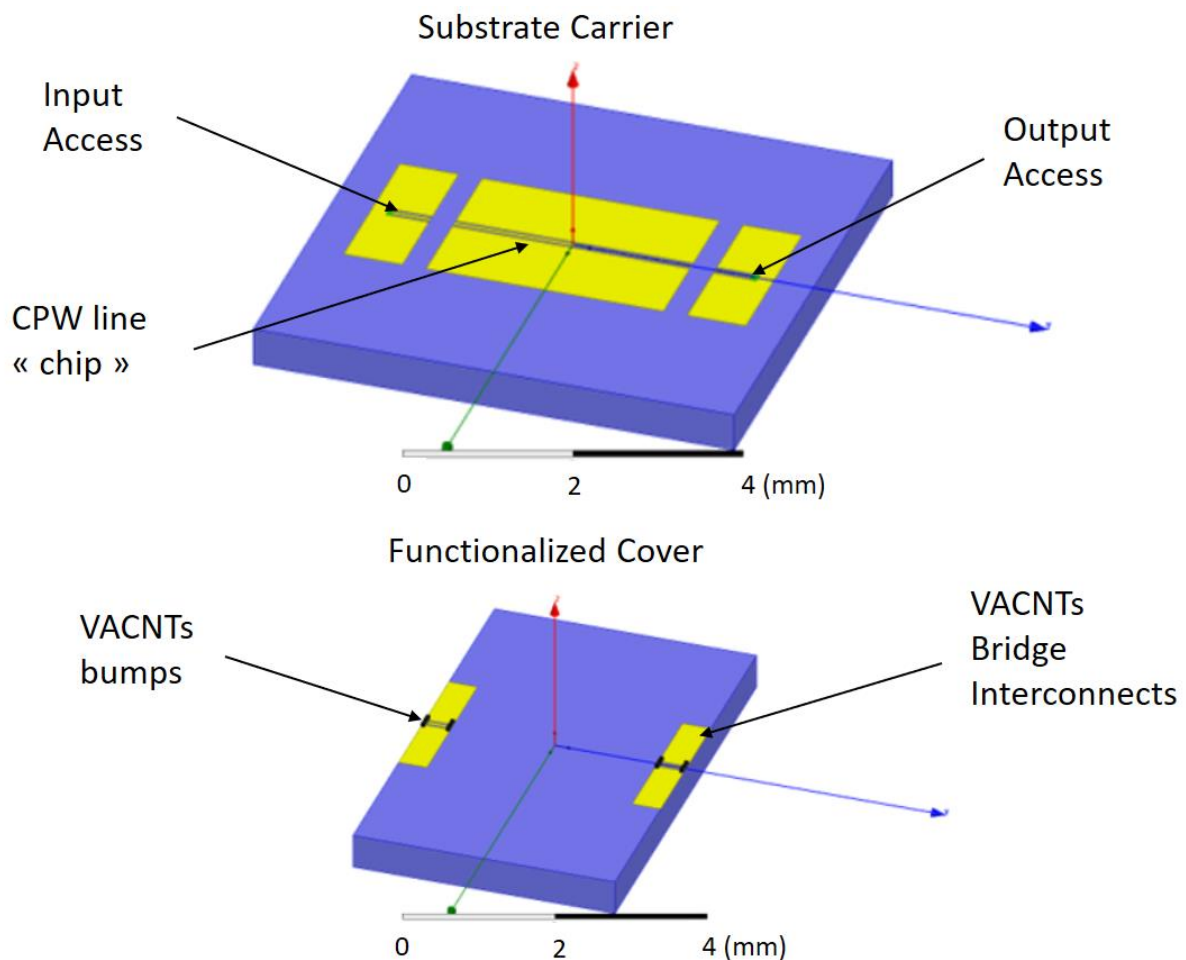 Substrate Carrier
Input
Access
Output
Access
CPW line
« chip »
0 2 4 (mm)
Functionalized Cover
VACNTs
bumps
VACNTs
Bridge
Interconnects
0 2 4 (mm)